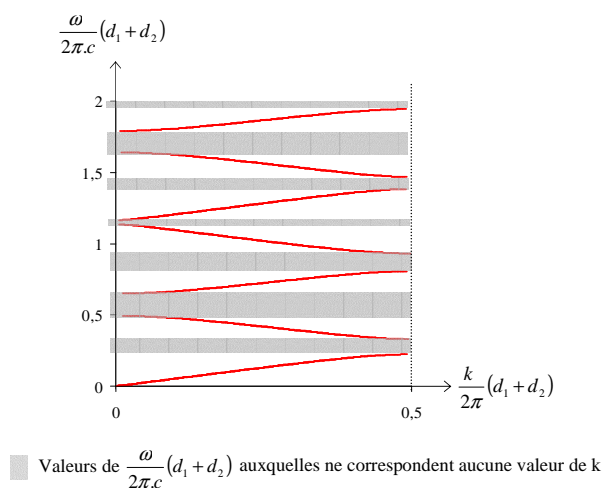 ω/2π.c (d₁ + d₂)
2
1,5
1
0,5
0
0
0,5
k/2π (d₁ + d₂)
Valeurs de ω/2π.c (d₁ + d₂) auxquelles ne correspondent aucune valeur de k